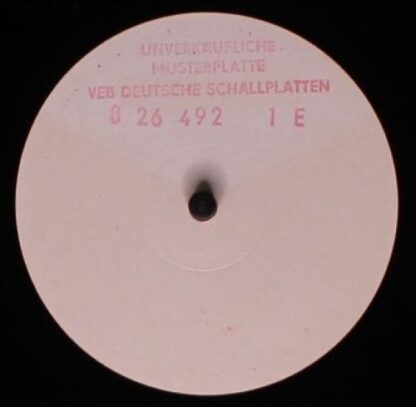 UNVERKÄUFLICHE
MUSTERPLATTE
VEB DEUTSCHE SCHALLPLATTEN
8 26 492 1 E